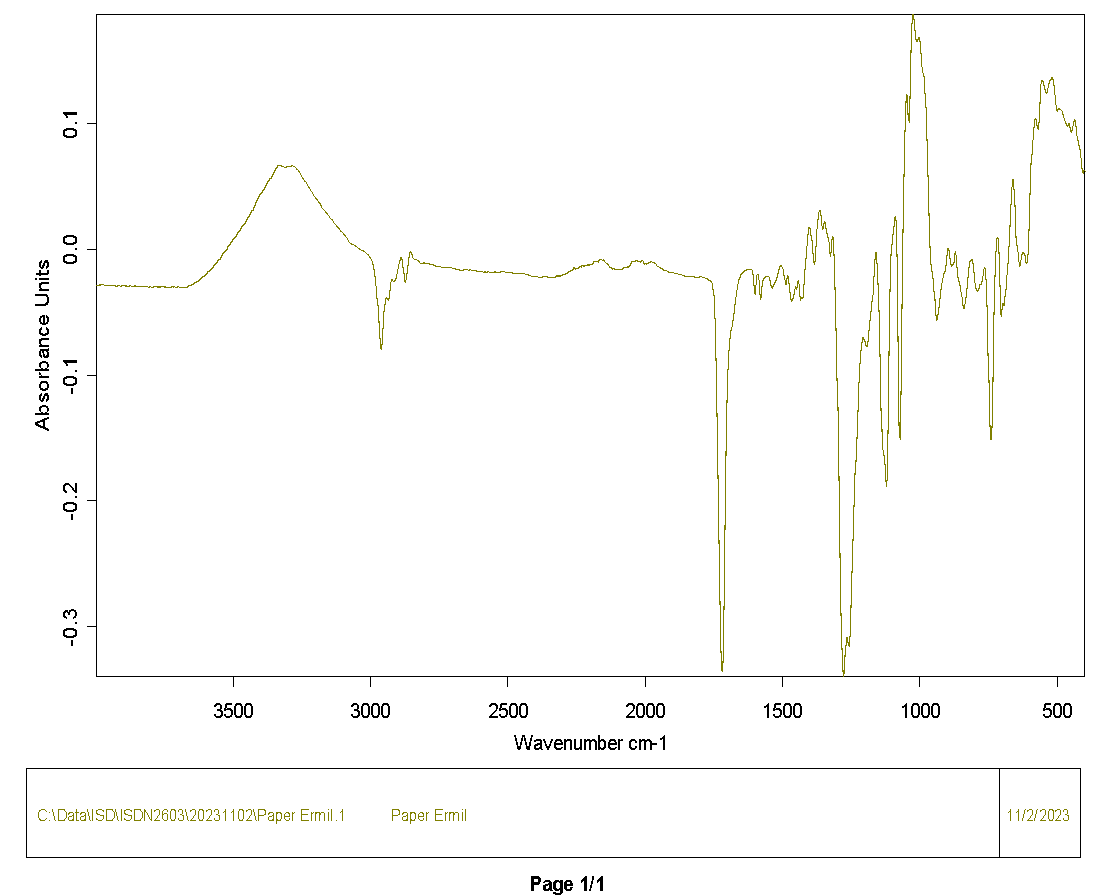 0.1
0.0
-0.1
-0.2
-0.3
Absorbance Units
3500 3000 2500 2000 1500 1000 500
Wavenumber cm-1
C:\Data\ISD\ISDN2603\20231102\Paper Ermil.1 Paper Ermil 11/2/2023
Page 1/1